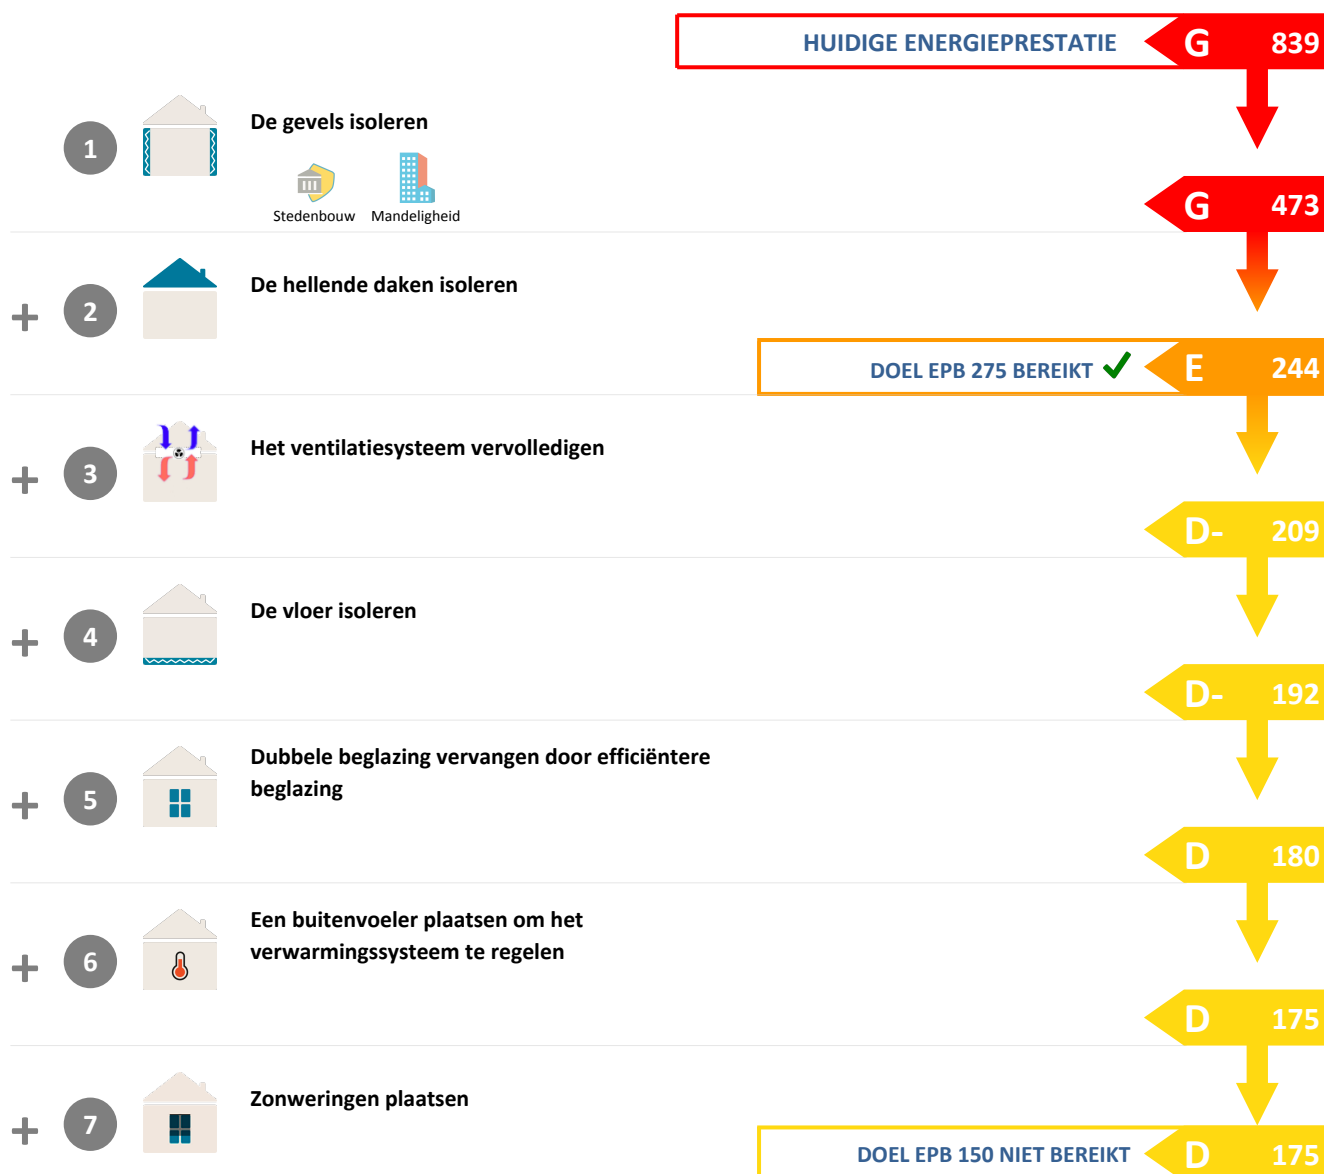 HUIDIGE ENERGIEPRESTATIE G 839
1 De gevels isoleren
Stedenbouw Mandeligheid
G 473
+ 2 De hellende daken isoleren
DOEL EPB 275 BEREIKT ✓ E 244
+ 3 Het ventilatiesysteem vervolledigen
D- 209
+ 4 De vloer isoleren
D- 192
+ 5 Dubbele beglazing vervangen door efficiëntere
beglazing
D 180
+ 6 Een buitenvoeler plaatsen om het
verwarmingssysteem te regelen
D 175
+ 7 Zonweringen plaatsen
DOEL EPB 150 NIET BEREIKT D 175